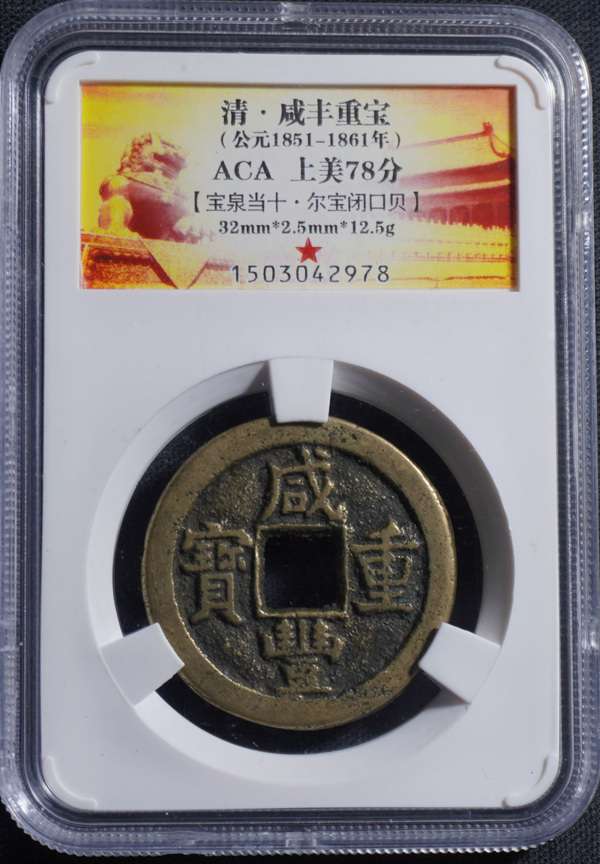 清·咸丰重宝
(公元1851-1861年)
ACA 上美78分
【宝泉当十·尔宝闭口贝】
32mm*2.5mm*12.5g
1503042978
咸
寶 重
豐